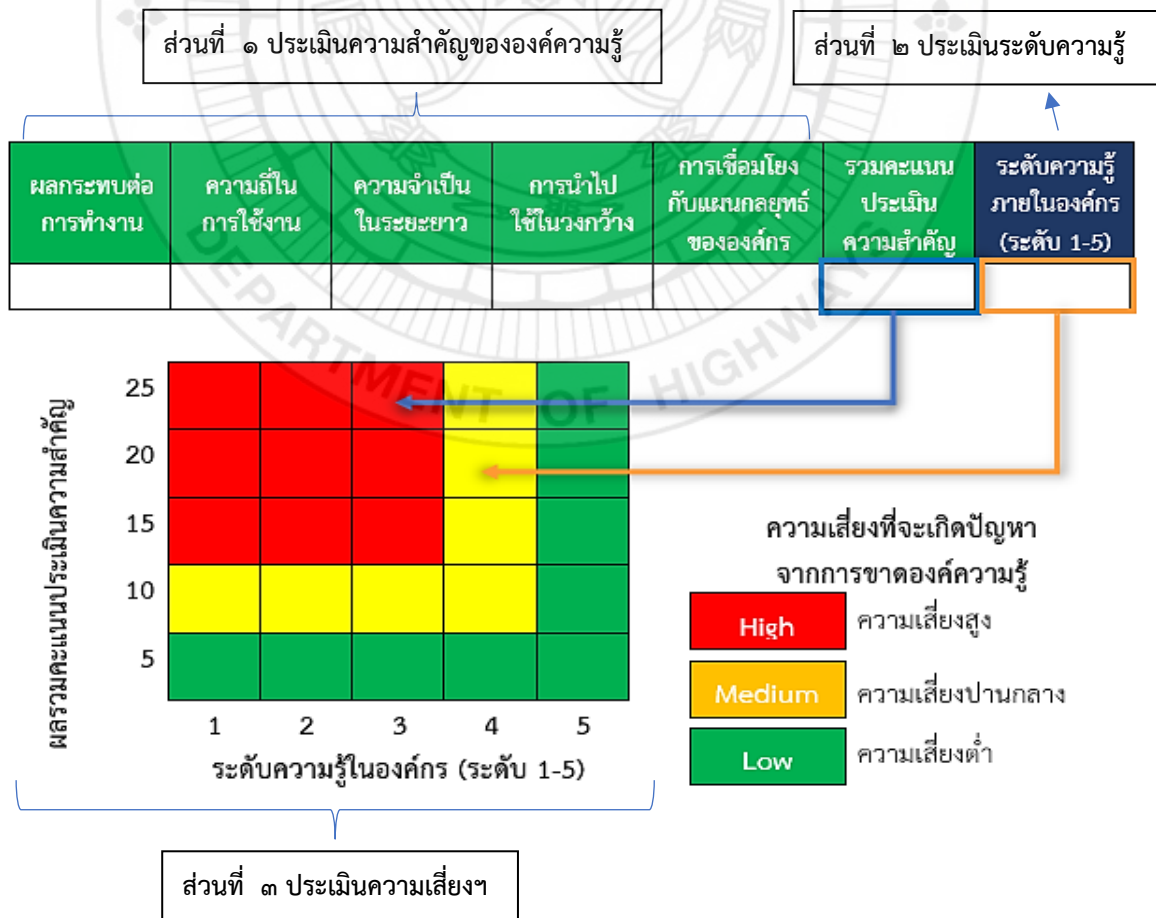 ส่วนที่ ๑ ประเมินความสำคัญขององค์ความรู้
ส่วนที่ ๒ ประเมินระดับความรู้
ผลกระทบต่อ
การทำงาน
ความถี่ใน
การใช้งาน
ความจำเป็น
ในระยะยาว
การนำไป
ใช้ในวงกว้าง
การเชื่อมโยง
กับแผนกลยุทธ์
ขององค์กร
รวมคะแนน
ประเมิน
ความสำคัญ
ระดับความรู้
ภายในองค์กร
(ระดับ 1-5)
DEPARTMENT OF HIGHWAYS
ผลรวมคะแนนประเมินความสำคัญ
25
20
15
10
5
1 2 3 4 5
ระดับความรู้ในองค์กร (ระดับ 1-5)
ความเสี่ยงที่จะเกิดปัญหา
จากการขาดองค์ความรู้
High ความเสี่ยงสูง
Medium ความเสี่ยงปานกลาง
Low ความเสี่ยงต่ำ
ส่วนที่ ๓ ประเมินความเสี่ยงฯ